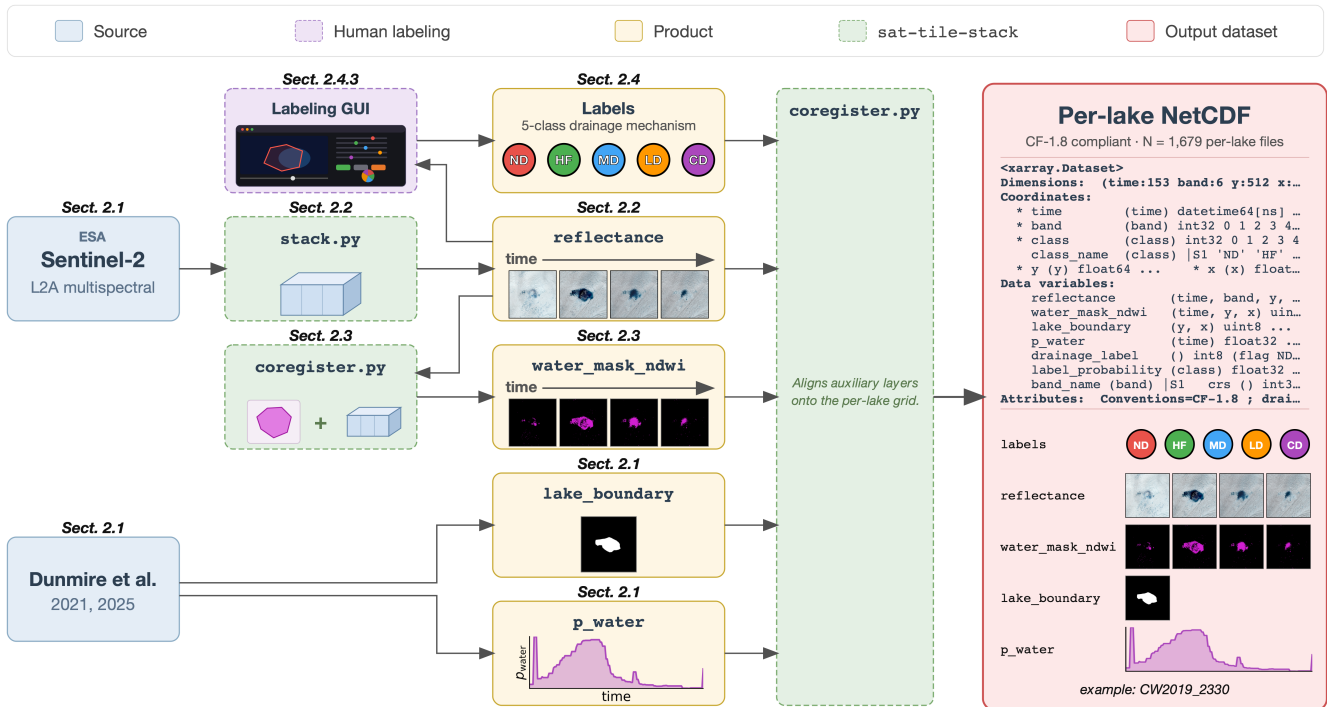 Source
Human labeling
Product
sat-tile-stack
Output dataset
Sect. 2.4.3
Labeling GUI
Sect. 2.4
Labels
5-class drainage mechanism
ND HF MD LD CD
Sect. 2.1
ESA
Sentinel-2
L2A multispectral
Sect. 2.2
stack.py
Sect. 2.2
reflectance
time
Sect. 2.3
coregister.py
+
Sect. 2.3
water_mask_ndwi
time
Sect. 2.1
lake_boundary
Sect. 2.1
Dunmire et al.
2021, 2025
Sect. 2.1
p_water
p_water
time
coregister.py
Aligns auxiliary layers
onto the per-lake grid.
Per-lake NetCDF
CF-1.8 compliant · N = 1,679 per-lake files
<xarray.Dataset>
Dimensions: (time:153 band:6 y:512 x:…
Coordinates:
* time (time) datetime64[ns] …
* band (band) int32 0 1 2 3 4…
* class (class) int32 0 1 2 3 4
class_name (class) |S1 'ND' 'HF' …
* y (y) float64 ... * x (x) float…
Data variables:
reflectance (time, band, y, …
water_mask_ndwi (time, y, x) uin…
lake_boundary (y, x) uint8 ...
p_water (time) float32 .…
drainage_label () int8 (flag ND…
label_probability (class) float32 …
band_name (band) |S1 crs () int3…
Attributes: Conventions=CF-1.8 ; drai…
labels
ND HF MD LD CD
reflectance
water_mask_ndwi
lake_boundary
p_water
example: CW2019_2330